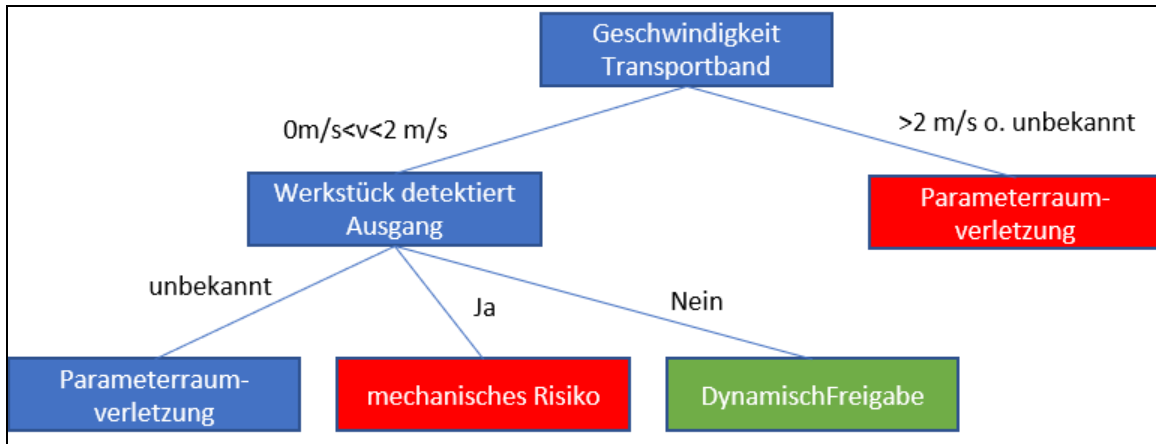 Geschwindigkeit
Transportband
0m/s<v<2 m/s
>2 m/s o. unbekannt
Werkstück detektiert
Ausgang
Parameterraum-
verletzung
unbekannt
Ja
Nein
Parameterraum-
verletzung
mechanisches Risiko
DynamischFreigabe